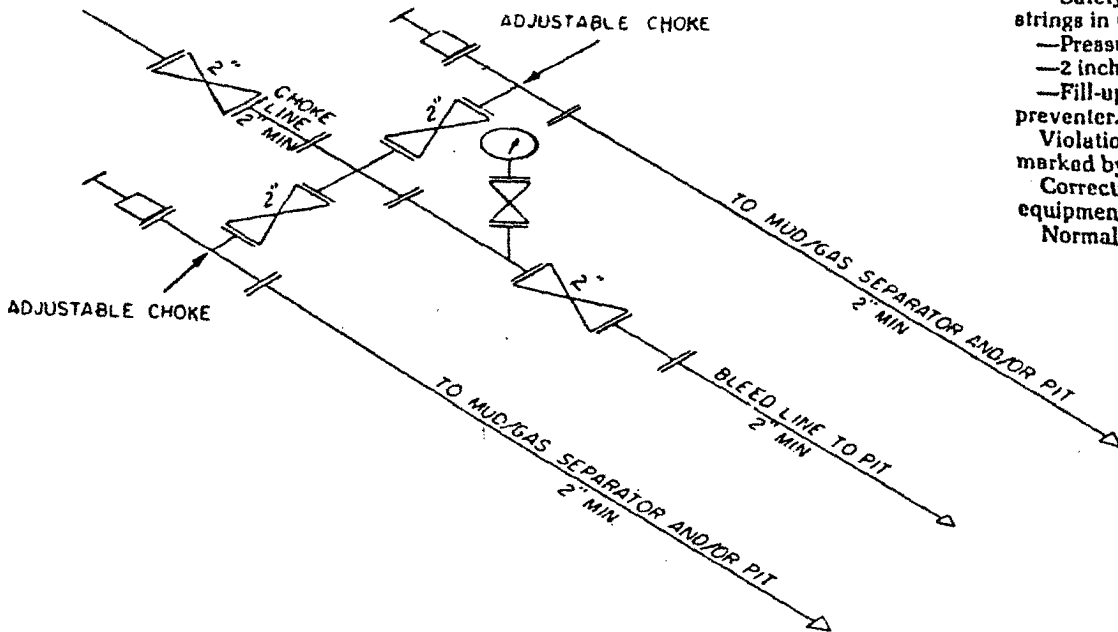 ADJUSTABLE CHOKE
2"
CHOKE
LINE
2" MIN
2"
2"
ADJUSTABLE CHOKE
2"
TO MUD/GAS SEPARATOR AND/OR PIT
2" MIN
BLEED LINE TO PIT
2" MIN
TO MUD/GAS SEPARATOR AND/OR PIT
2" MIN.
strings in
—Pressu
—2 inch
—Fill-up
preventer.
Violatio
marked by
Correct
equipment
Normal